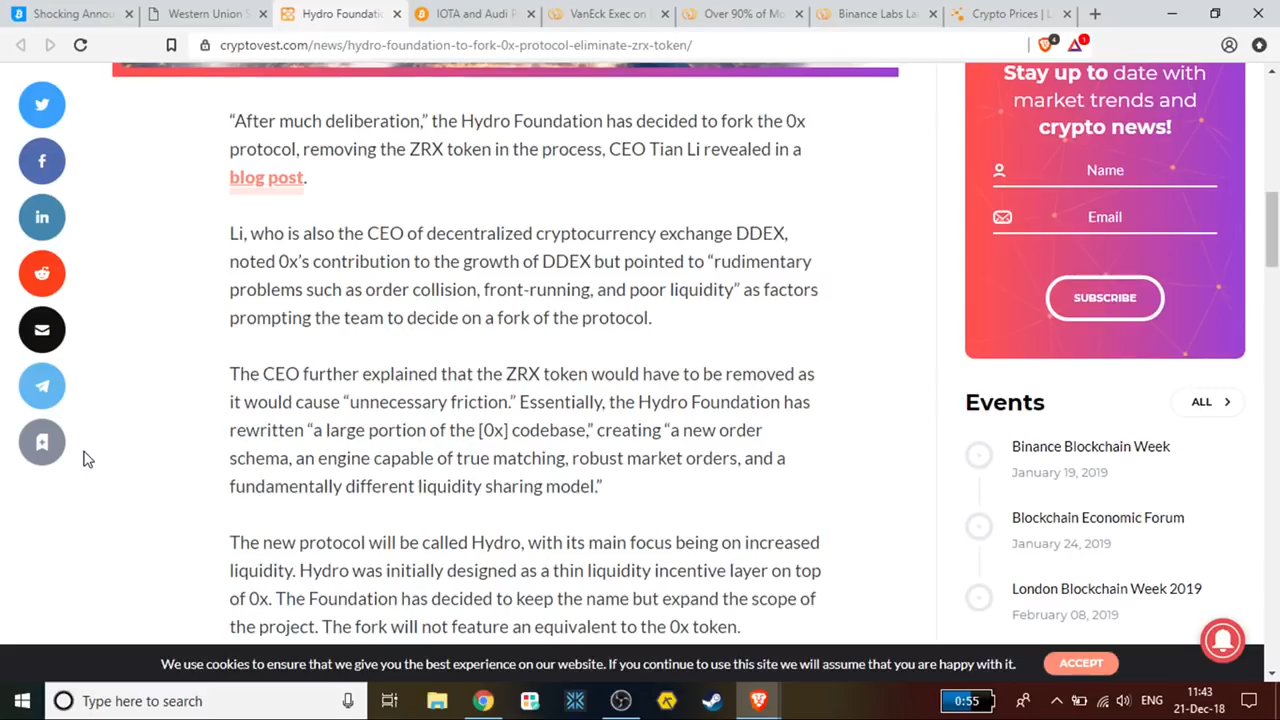 Shocking Annou
Western Union S
Hydro Foundatio
IOTA and Audi P
VanEck Exec on
Over 90% of Mo
Binance Labs La
Crypto Prices | L
cryptovest.com/news/hydro-foundation-to-fork-0x-protocol-eliminate-zrx-token/
4
1
“After much deliberation,” the Hydro Foundation has decided to fork the 0x
protocol, removing the ZRX token in the process, CEO Tian Li revealed in a
blog post.
Li, who is also the CEO of decentralized cryptocurrency exchange DDEX,
noted 0x’s contribution to the growth of DDEX but pointed to “rudimentary
problems such as order collision, front-running, and poor liquidity” as factors
prompting the team to decide on a fork of the protocol.
The CEO further explained that the ZRX token would have to be removed as
it would cause “unnecessary friction.” Essentially, the Hydro Foundation has
rewritten “a large portion of the [0x] codebase,” creating “a new order
schema, an engine capable of true matching, robust market orders, and a
fundamentally different liquidity sharing model.”
The new protocol will be called Hydro, with its main focus being on increased
liquidity. Hydro was initially designed as a thin liquidity incentive layer on top
of 0x. The Foundation has decided to keep the name but expand the scope of
the project. The fork will not feature an equivalent to the 0x token.
Stay up to date with
market trends and
crypto news!
Name
Email
SUBSCRIBE
Events
ALL
Binance Blockchain Week
January 19, 2019
Blockchain Economic Forum
January 24, 2019
London Blockchain Week 2019
February 08, 2019
We use cookies to ensure that we give you the best experience on our website. If you continue to use this site we will assume that you are happy with it.
ACCEPT
Type here to search
0:55
ENG
11:43
21-Dec-18